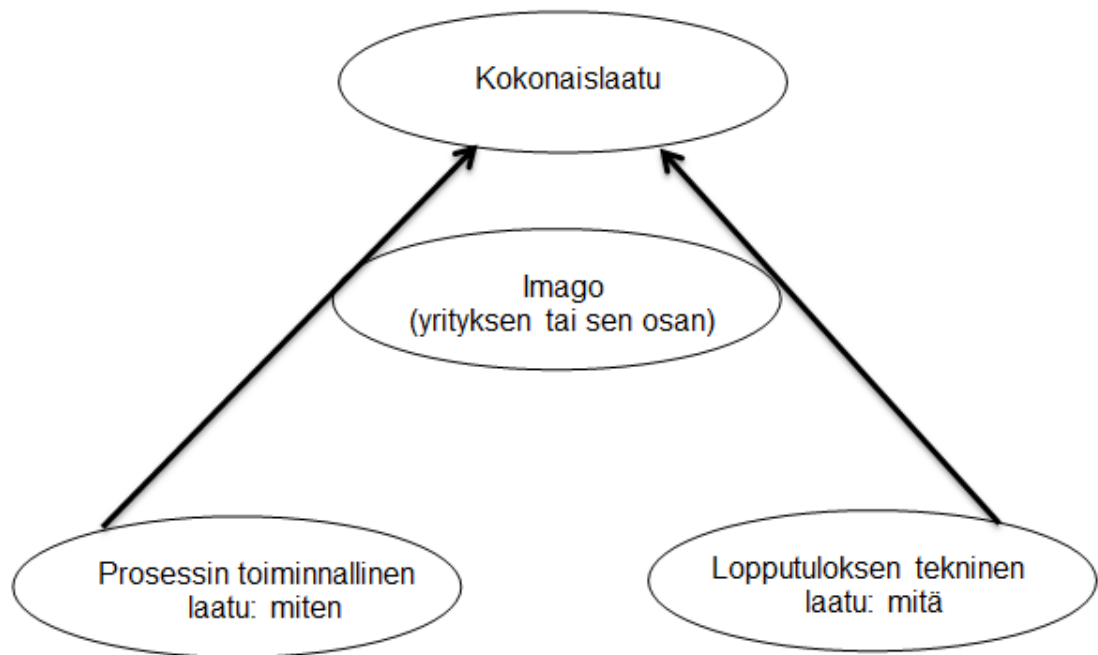 Kokonaislaatu
Imago
(yrityksen tai sen osan)
Prosessin toiminnallinen
laatu: miten
Lopputuloksen tekninen
laatu: mitä